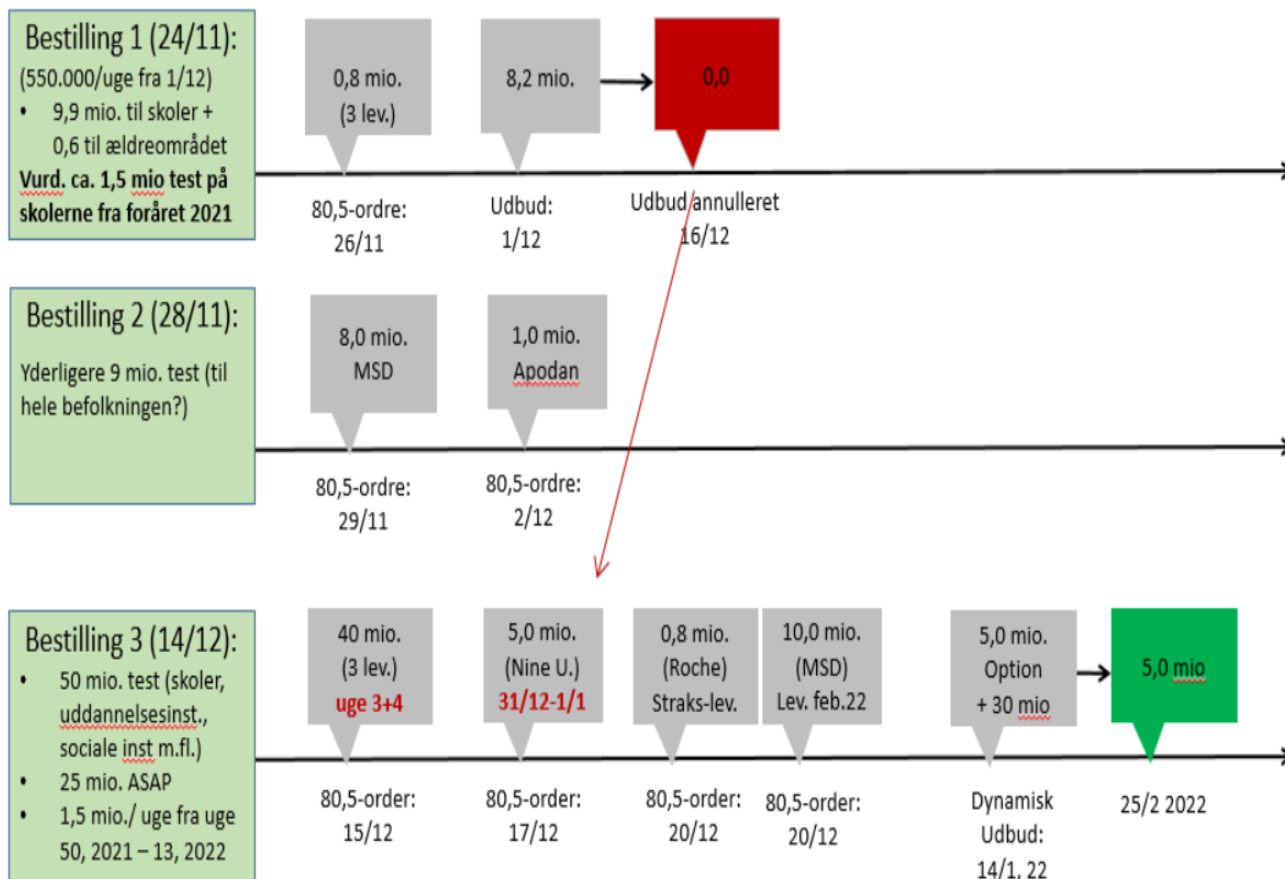 Bestilling 1 (24/11):
(550.000/uge fra 1/12)
• 9,9 mio. til skoler +
0,6 til ældreområdet
Vurd. ca. 1,5 mio test på
skolerne fra foråret 2021
0,8 mio.
(3 lev.)
8,2 mio.
0,0
80,5-ordre:
26/11
Udbud:
1/12
Udbud annulleret
16/12
Bestilling 2 (28/11):
Yderligere 9 mio. test (til
hele befolkningen?)
8,0 mio.
MSD
1,0 mio.
Apodan
80,5-ordre:
29/11
80,5-ordre:
2/12
Bestilling 3 (14/12):
• 50 mio. test (skoler,
uddannelsesinst.,
sociale inst m.fl.)
• 25 mio. ASAP
• 1,5 mio./ uge fra uge
50, 2021 – 13, 2022
40 mio.
(3 lev.)
uge 3+4
5,0 mio.
(Nine U.)
31/12-1/1
0,8 mio.
(Roche)
Straks-lev.
10,0 mio.
(MSD)
Lev. feb.22
5,0 mio.
Option
+ 30 mio
5,0 mio
80,5-order:
15/12
80,5-order:
17/12
80,5-order:
20/12
80,5-order:
20/12
Dynamisk
Udbud:
14/1, 22
25/2 2022